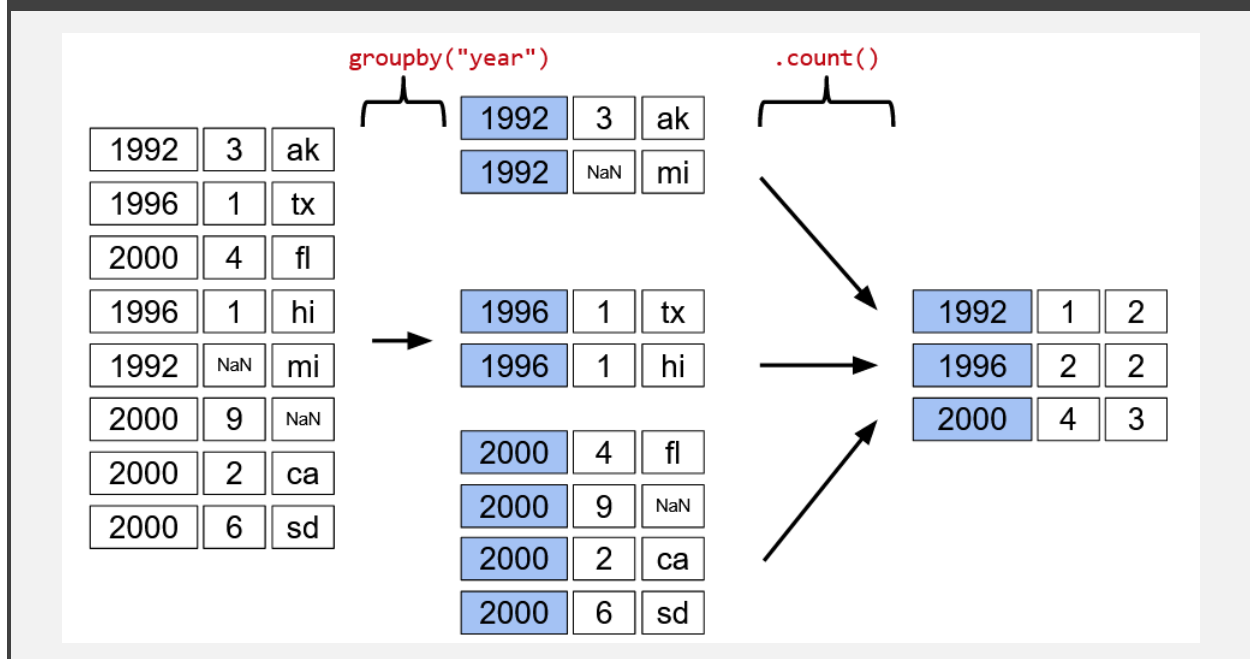 groupby("year") .count()
1992 3 ak
1996 1 tx
2000 4 fl
1996 1 hi
1992 NaN mi
2000 9 NaN
2000 2 ca
2000 6 sd
1992 3 ak
1992 NaN mi
1996 1 tx
1996 1 hi
2000 4 fl
2000 9 NaN
2000 2 ca
2000 6 sd
1992 1 2
1996 2 2
2000 4 3